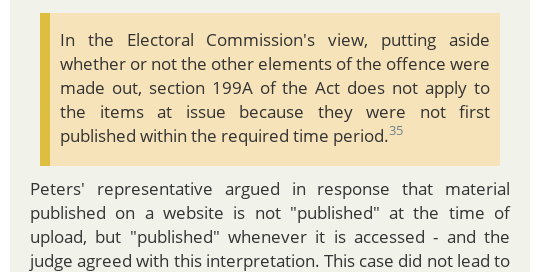 In the Electoral Commission's view, putting aside
whether or not the other elements of the offence were
made out, section 199A of the Act does not apply to
the items at issue because they were not first
published within the required time period.35
Peters' representative argued in response that material
published on a website is not "published" at the time of
upload, but "published" whenever it is accessed - and the
judge agreed with this interpretation. This case did not lead to